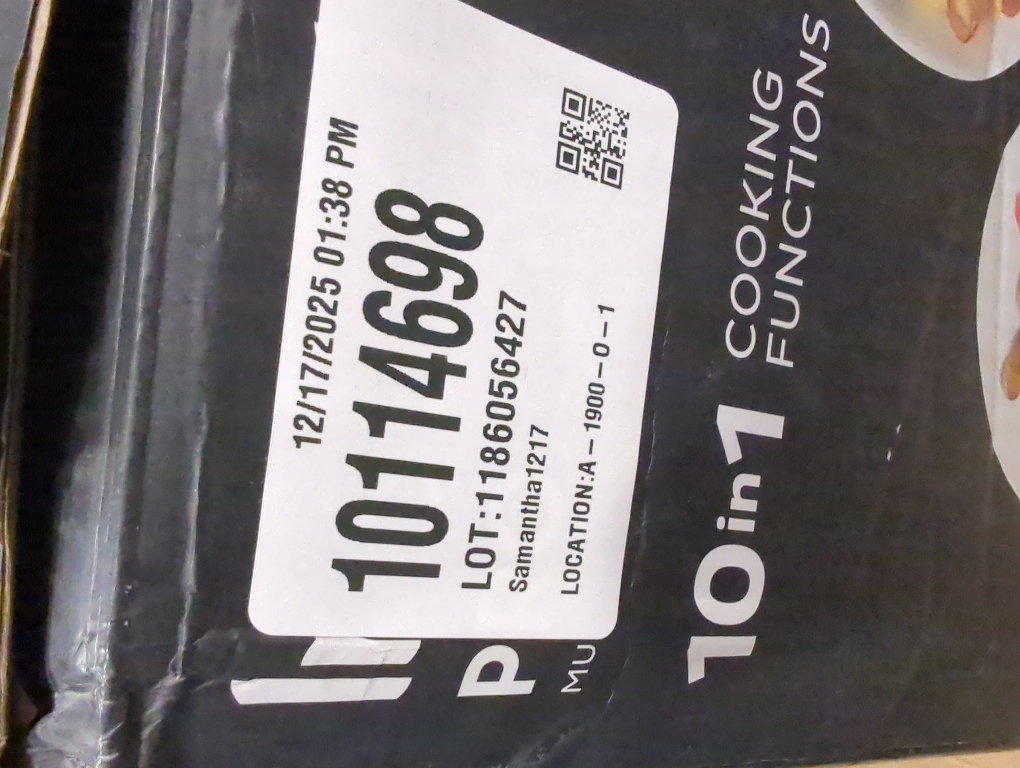 12/17/2025 01:38 PM
10114698
LOT:1186056427
Samantha1217
LOCATION:A-1900-O-1
P
MU
10 in 1 COOKING
FUNCTIONS